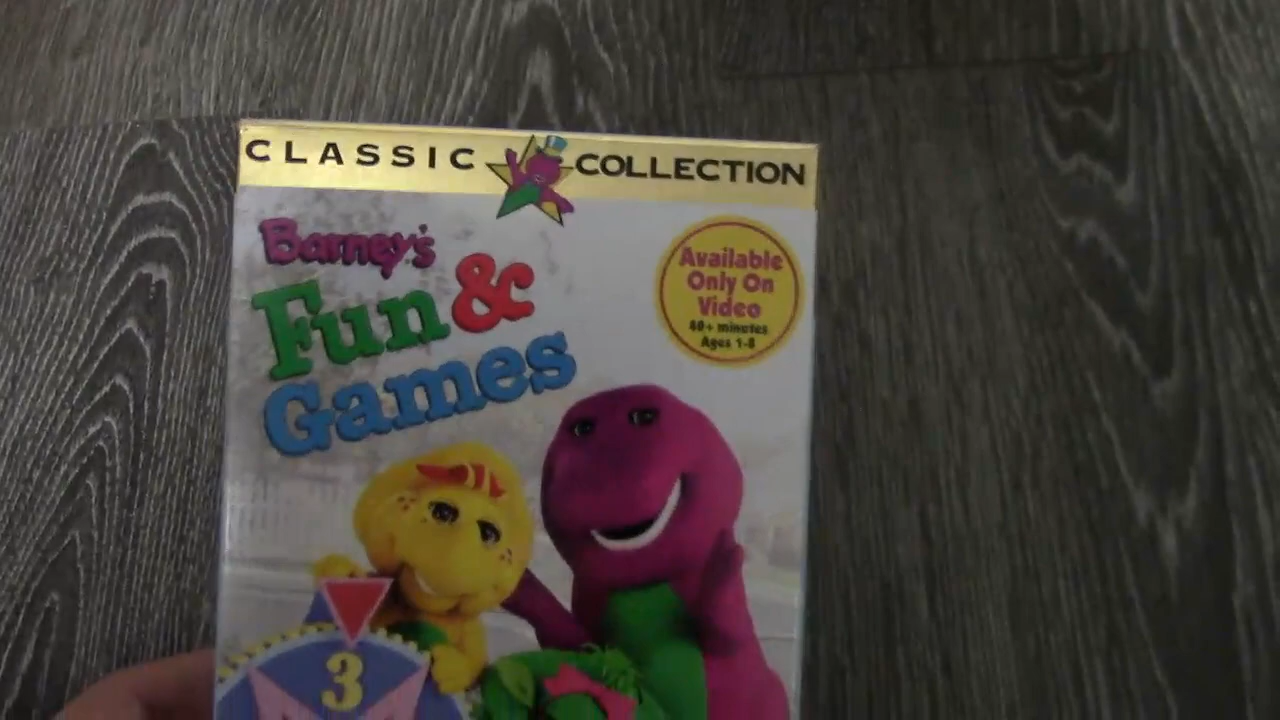 CLASSIC COLLECTION
Barney's
Fun &
Games
Available
Only On
Video
40+ minutes
Ages 1-8
3